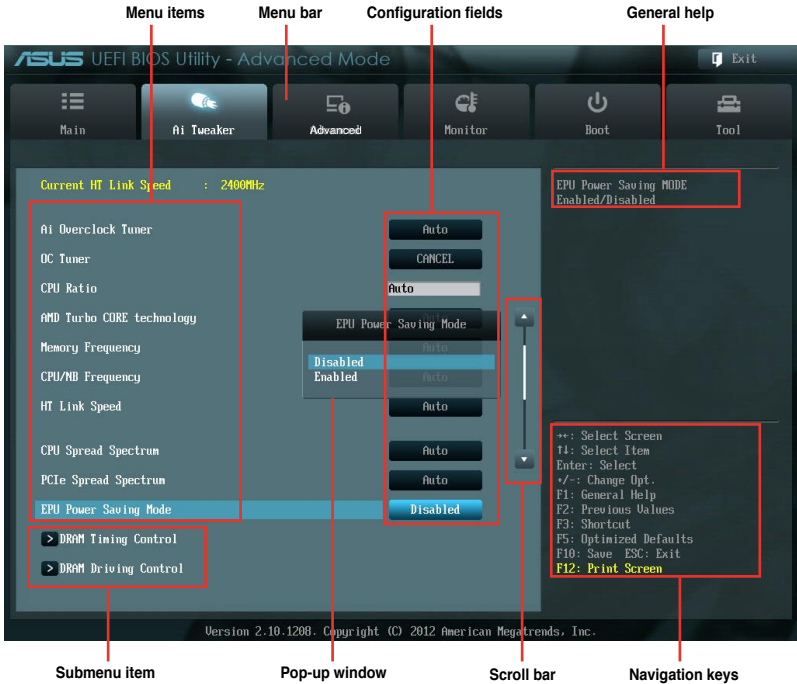 Menu items Menu bar Configuration fields General help
ASUS UEFI BIOS Utility - Advanced Mode Exit
Main Ai Tweaker Advanced Monitor Boot Tool
Current HT Link Speed : 2400MHz
EPU Power Saving MODE
Enabled/Disabled
Ai Overclock Tuner Auto
OC Tuner CANCEL
CPU Ratio Auto
AMD Turbo CORE technology
EPU Power Saving Mode
Memory Frequency Auto
Disabled
CPU/NB Frequency Auto
Enabled
HT Link Speed Auto
CPU Spread Spectrum Auto
PCIe Spread Spectrum Auto
EPU Power Saving Mode Disabled
> DRAM Timing Control
> DRAM Driving Control
→←: Select Screen
↑↓: Select Item
Enter: Select
+/-: Change Opt.
F1: General Help
F2: Previous Values
F3: Shortcut
F5: Optimized Defaults
F10: Save ESC: Exit
F12: Print Screen
Version 2.10.1208. Copyright (C) 2012 American Megatrends, Inc.
Submenu item Pop-up window Scroll bar Navigation keys